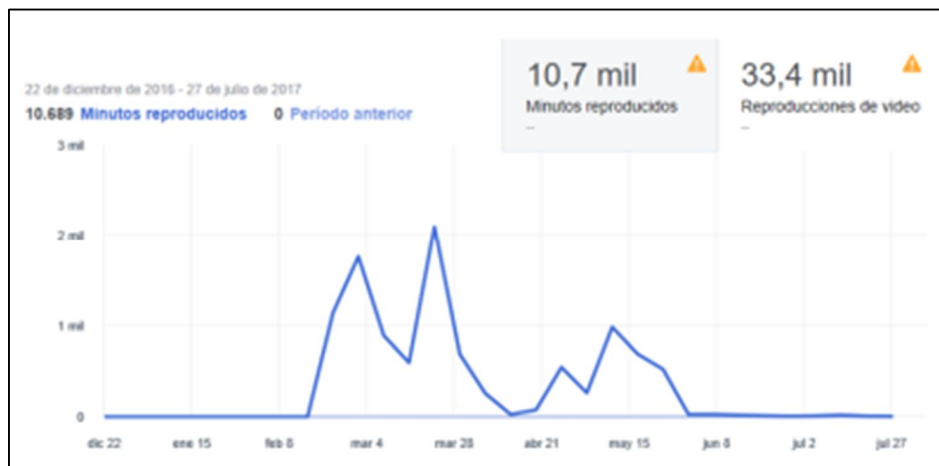 22 de diciembre de 2016 - 27 de julio de 2017
10.689 Minutos reproducidos 0 Período anterior
10,7 mil
Minutos reproducidos
--
33,4 mil
Reproducciones de video
--
3 mil
2 mil
1 mil
0
dic 22 ene 15 feb 8 mar 4 mar 28 abr 21 may 15 jun 8 jul 2 jul 27